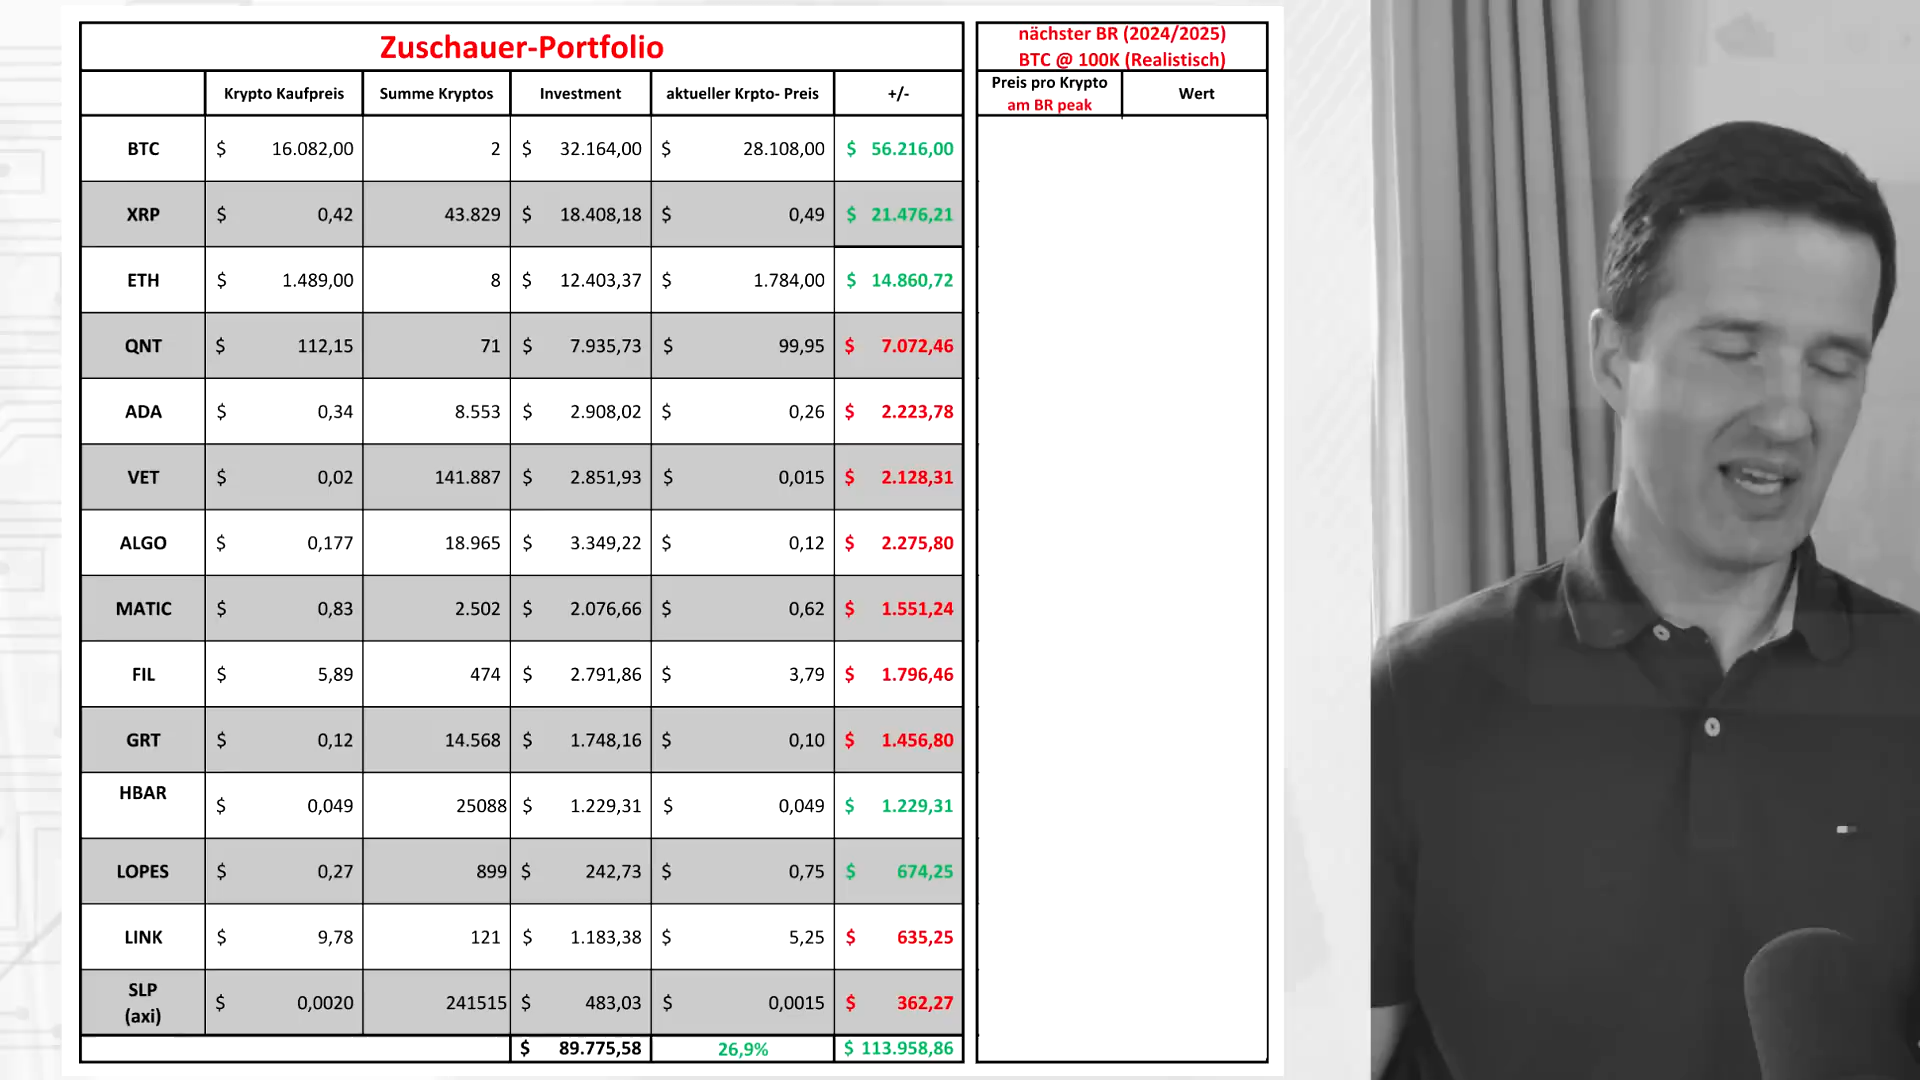 Zuschauer-Portfolio
nächster BR (2024/2025)
BTC @ 100K (Realistisch)
Krypto Kaufpreis Summe Kryptos Investment aktueller Krpto- Preis +/- Preis pro Krypto am BR peak Wert
BTC $ 16.082,00 2 $ 32.164,00 $ 28.108,00 $ 56.216,00
XRP $ 0,42 43.829 $ 18.408,18 $ 0,49 $ 21.476,21
ETH $ 1.489,00 8 $ 12.403,37 $ 1.784,00 $ 14.860,72
QNT $ 112,15 71 $ 7.935,73 $ 99,95 $ 7.072,46
ADA $ 0,34 8.553 $ 2.908,02 $ 0,26 $ 2.223,78
VET $ 0,02 141.887 $ 2.851,93 $ 0,015 $ 2.128,31
ALGO $ 0,177 18.965 $ 3.349,22 $ 0,12 $ 2.275,80
MATIC $ 0,83 2.502 $ 2.076,66 $ 0,62 $ 1.551,24
FIL $ 5,89 474 $ 2.791,86 $ 3,79 $ 1.796,46
GRT $ 0,12 14.568 $ 1.748,16 $ 0,10 $ 1.456,80
HBAR $ 0,049 25088 $ 1.229,31 $ 0,049 $ 1.229,31
LOPES $ 0,27 899 $ 242,73 $ 0,75 $ 674,25
LINK $ 9,78 121 $ 1.183,38 $ 5,25 $ 635,25
SLP (axi) $ 0,0020 241515 $ 483,03 $ 0,0015 $ 362,27
$ 89.775,58 26,9% $ 113.958,86